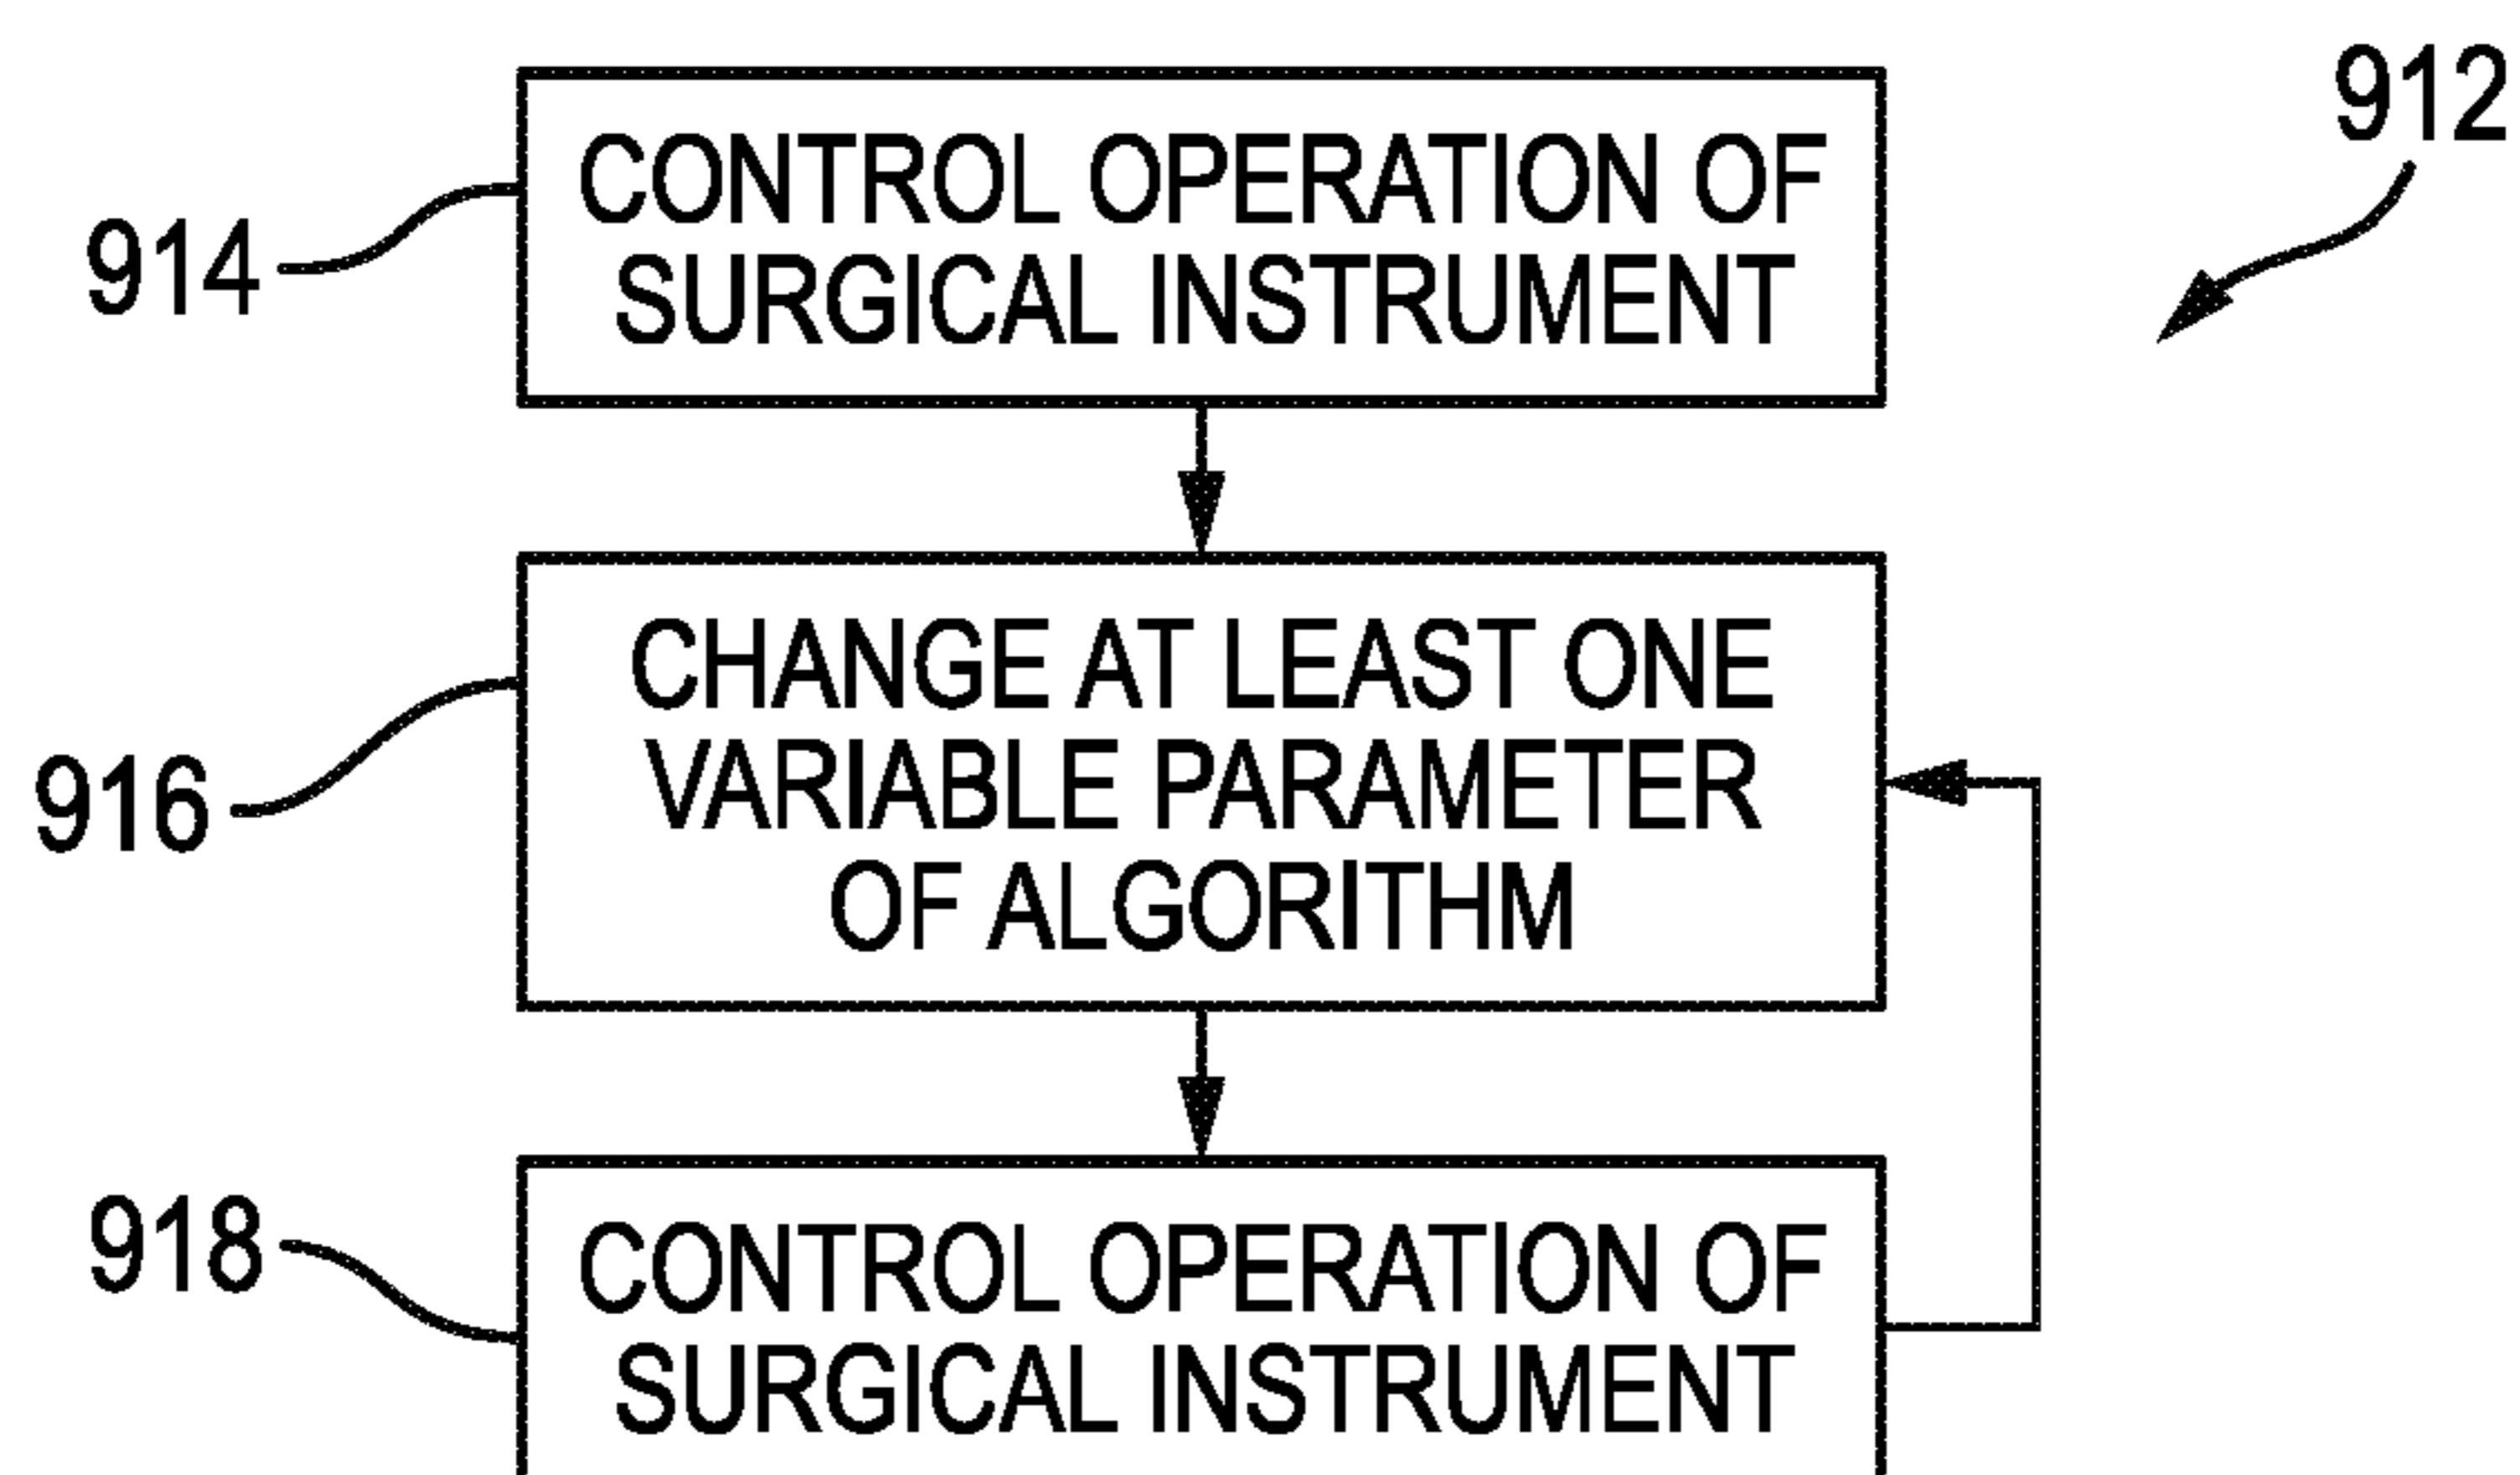 912
914
CONTROL OPERATION OF
SURGICAL INSTRUMENT
916
CHANGE AT LEAST ONE
VARIABLE PARAMETER
OF ALGORITHM
918
CONTROL OPERATION OF
SURGICAL INSTRUMENT